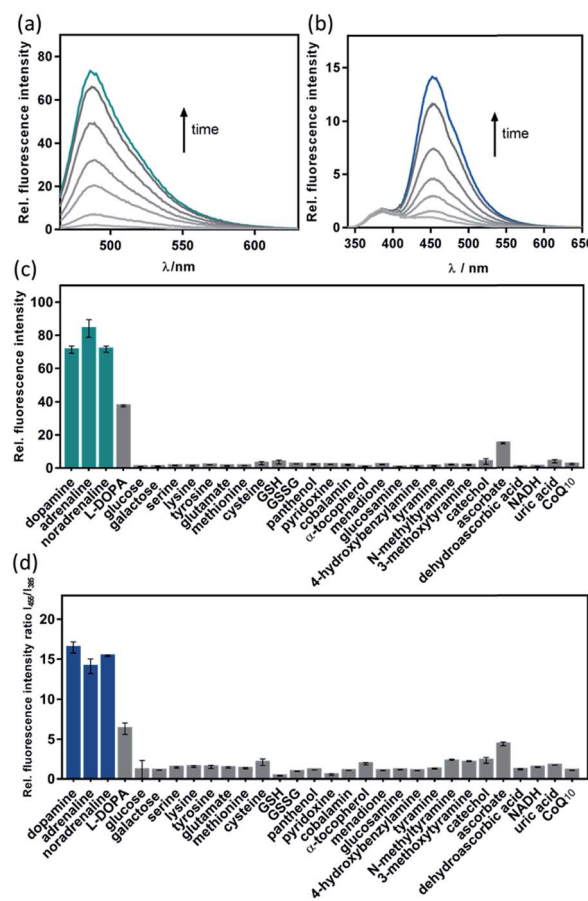 (a)
(b)
Rel. fluorescence intensity
80
60
40
20
0
time
500
550
600
λ/nm
Rel. fluorescence intensity
15
10
5
0
time
350
400
450
500
550
600
650
λ / nm
(c)
Rel. fluorescence intensity
100
80
60
40
20
0
dopamine
adrenaline
noradrenaline
L-DOPA
glucose
galactose
serine
lysine
tyrosine
glutamate
methionine
cysteine
GSH
GSSG
panthenol
pyridoxine
cobalamin
α-tocopherol
menadione
glucosamine
4-hydroxybenzylamine
tyramine
N-methyltyramine
3-methoxytyramine
catechol
ascorbate
dehydroascorbic acid
NADH
uric acid
CoQ₁₀
(d)
Rel. fluorescence intensity ratio I₄₅₅/I₃₈₅
20
15
10
5
0
dopamine
adrenaline
noradrenaline
L-DOPA
glucose
galactose
serine
lysine
tyrosine
glutamate
methionine
cysteine
GSH
GSSG
panthenol
pyridoxine
cobalamin
α-tocopherol
menadione
glucosamine
4-hydroxybenzylamine
tyramine
N-methyltyramine
3-methoxytyramine
catechol
ascorbate
dehydroascorbic acid
NADH
uric acid
CoQ₁₀